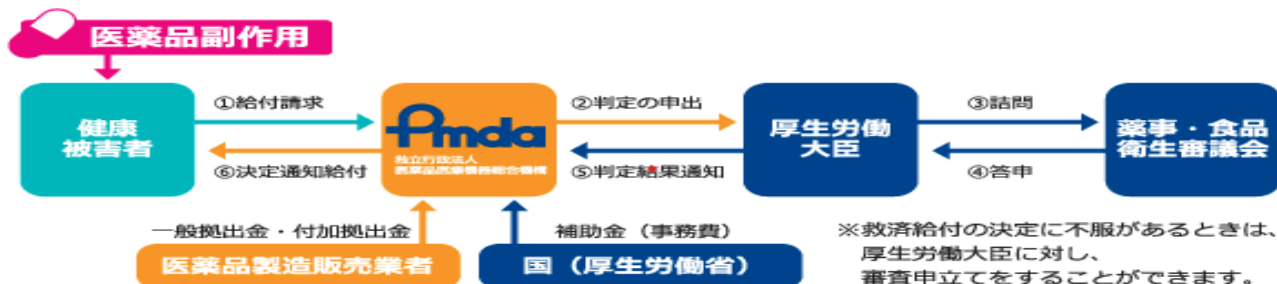 医薬品副作用
健康
被害者
①給付請求
⑥決定通知給付
Pmda
独立行政法人
医薬品医療機器総合機構
②判定の申出
⑤判定結果通知
厚生労働
大臣
③諮問
④答申
薬事・食品
衛生審議会
一般拠出金・付加拠出金
医薬品製造販売業者
補助金（事務費）
国（厚生労働省）
※救済給付の決定に不服があるときは、
厚生労働大臣に対し、
審査申立てをすることができます。